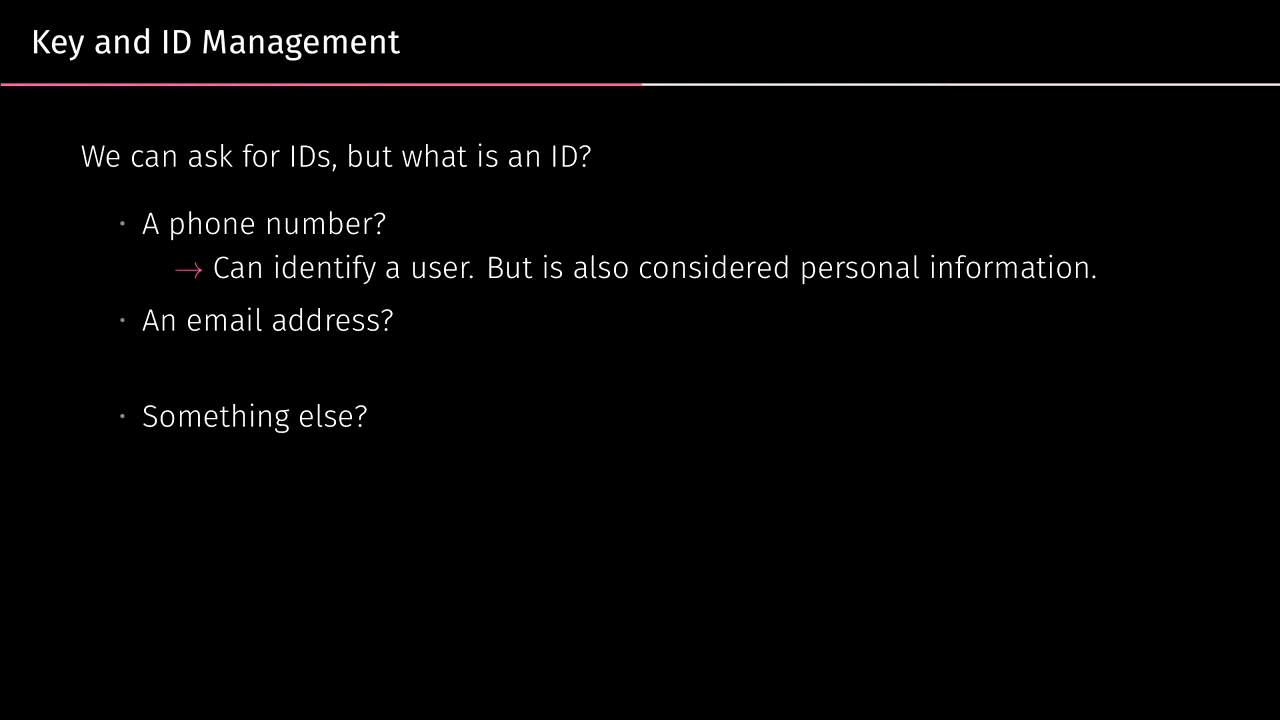 Key and ID Management
We can ask for IDs, but what is an ID?
· A phone number?
→ Can identify a user. But is also considered personal information.
· An email address?
· Something else?